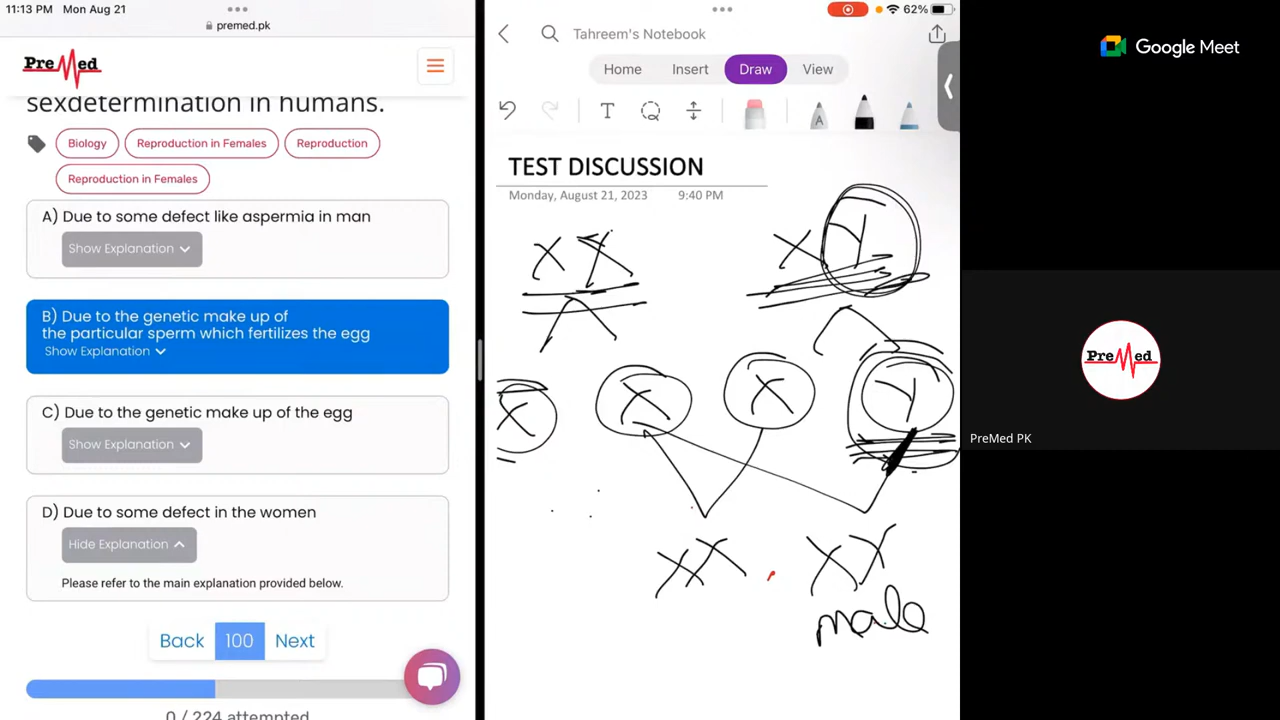 11:13 PM Mon Aug 21
premed.pk
PreMed
sexdetermination in humans.
Biology
Reproduction in Females
Reproduction
Reproduction in Females
A) Due to some defect like aspermia in man
Show Explanation
B) Due to the genetic make up of
the particular sperm which fertilizes the egg
Show Explanation
C) Due to the genetic make up of the egg
Show Explanation
D) Due to some defect in the women
Hide Explanation
Please refer to the main explanation provided below.
Back 100 Next
0 / 224 attempted
62%
Tahreem's Notebook
Home Insert Draw View
T
A
TEST DISCUSSION
Monday, August 21, 2023 9:40 PM
X X X Y
X X X Y
XX XY
male
Google Meet
PreMed
PreMed PK